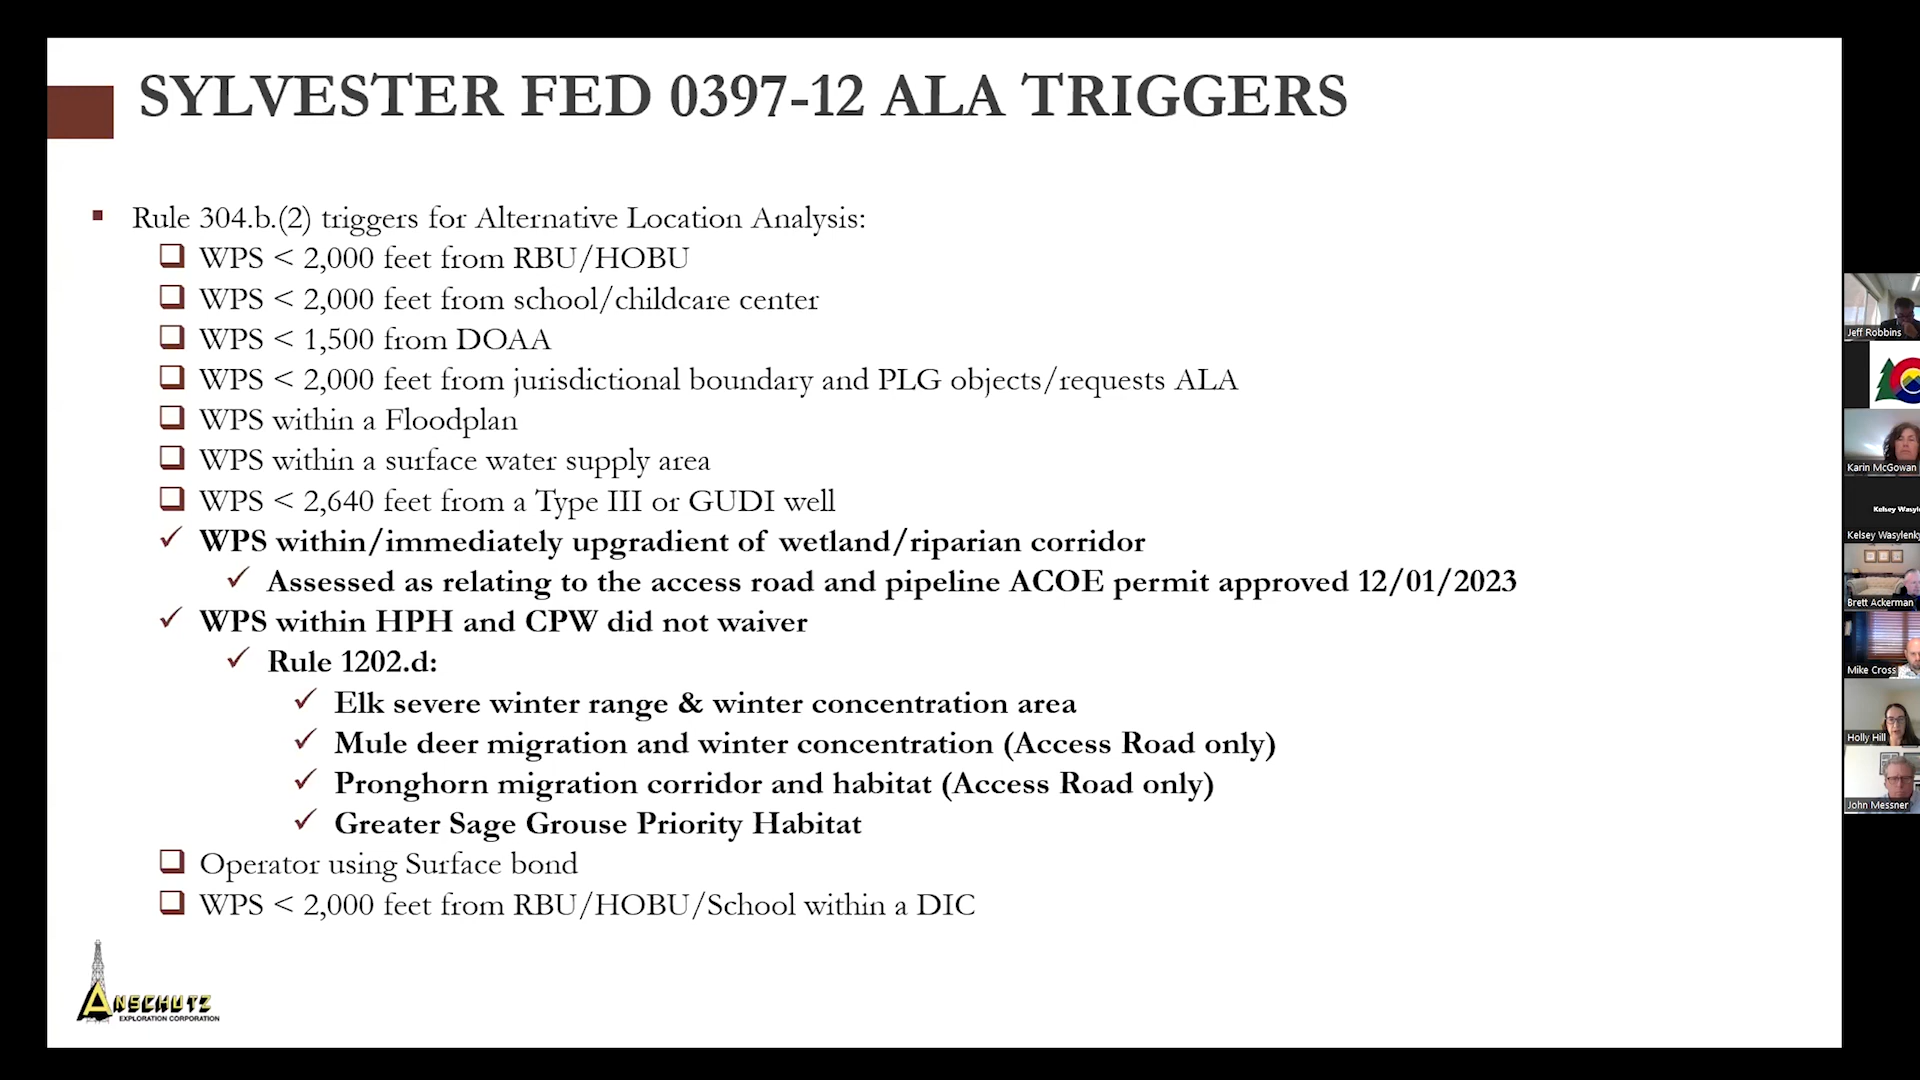 SYLVESTER FED 0397-12 ALA TRIGGERS
Rule 304.b.(2) triggers for Alternative Location Analysis:
WPS < 2,000 feet from RBU/HOBU
WPS < 2,000 feet from school/childcare center
WPS < 1,500 from DOAA
WPS < 2,000 feet from jurisdictional boundary and PLG objects/requests ALA
WPS within a Floodplan
WPS within a surface water supply area
WPS < 2,640 feet from a Type III or GUDI well
WPS within/immediately upgradient of wetland/riparian corridor
Assessed as relating to the access road and pipeline ACOE permit approved 12/01/2023
WPS within HPH and CPW did not waiver
Rule 1202.d:
Elk severe winter range & winter concentration area
Mule deer migration and winter concentration (Access Road only)
Pronghorn migration corridor and habitat (Access Road only)
Greater Sage Grouse Priority Habitat
Operator using Surface bond
WPS < 2,000 feet from RBU/HOBU/School within a DIC
ANSCHUTZ
EXPLORATION CORPORATION
Jeff Robbins
Karin McGowan
Kelsey Wasyle
Kelsey Wasylenky
Brett Ackerman
Mike Cross
Holly Hill
John Messner